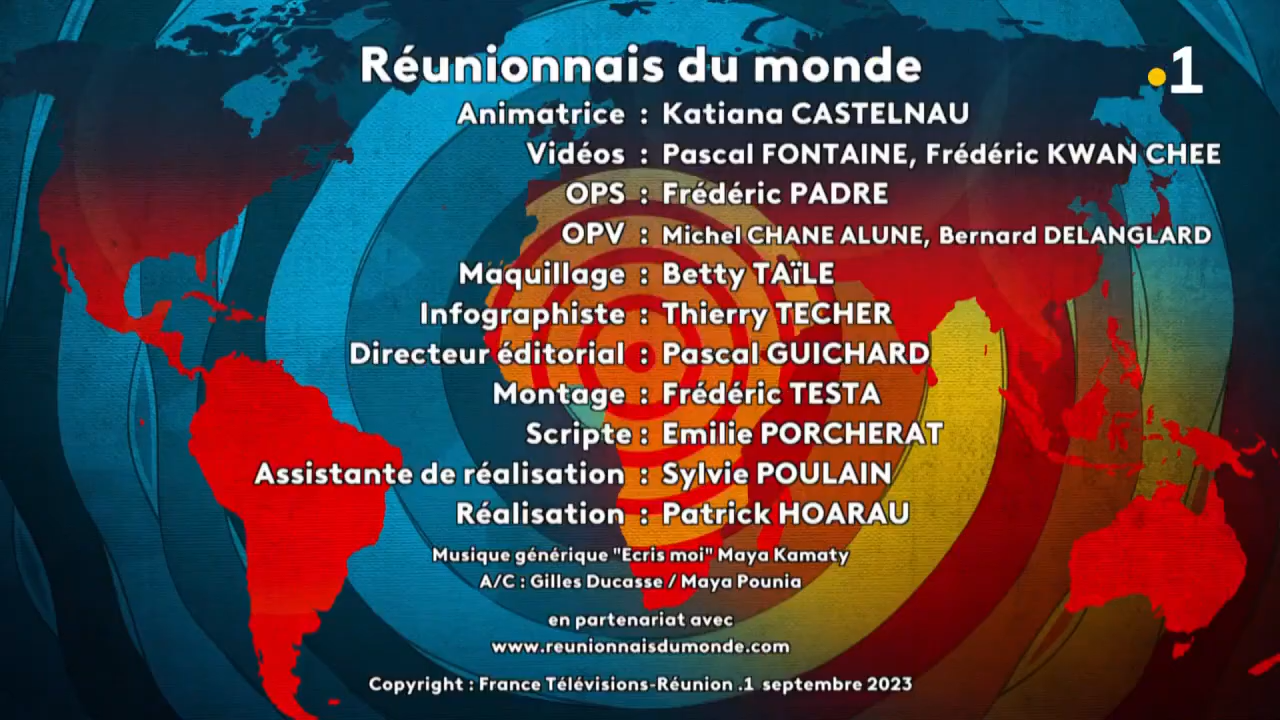 Réunionnais du monde
.1
Animatrice : Katiana CASTELNAU
Vidéos : Pascal FONTAINE, Frédéric KWAN CHEE
OPS : Frédéric PADRE
OPV : Michel CHANE ALUNE, Bernard DELANGLARD
Maquillage : Betty TAïLE
Infographiste : Thierry TECHER
Directeur éditorial : Pascal GUICHARD
Montage : Frédéric TESTA
Scripte : Emilie PORCHERAT
Assistante de réalisation : Sylvie POULAIN
Réalisation : Patrick HOARAU
Musique générique "Ecris moi" Maya Kamaty
A/C : Gilles Ducasse / Maya Pounia
en partenariat avec
www.reunionnaisdumonde.com
Copyright : France Télévisions-Réunion .1 septembre 2023